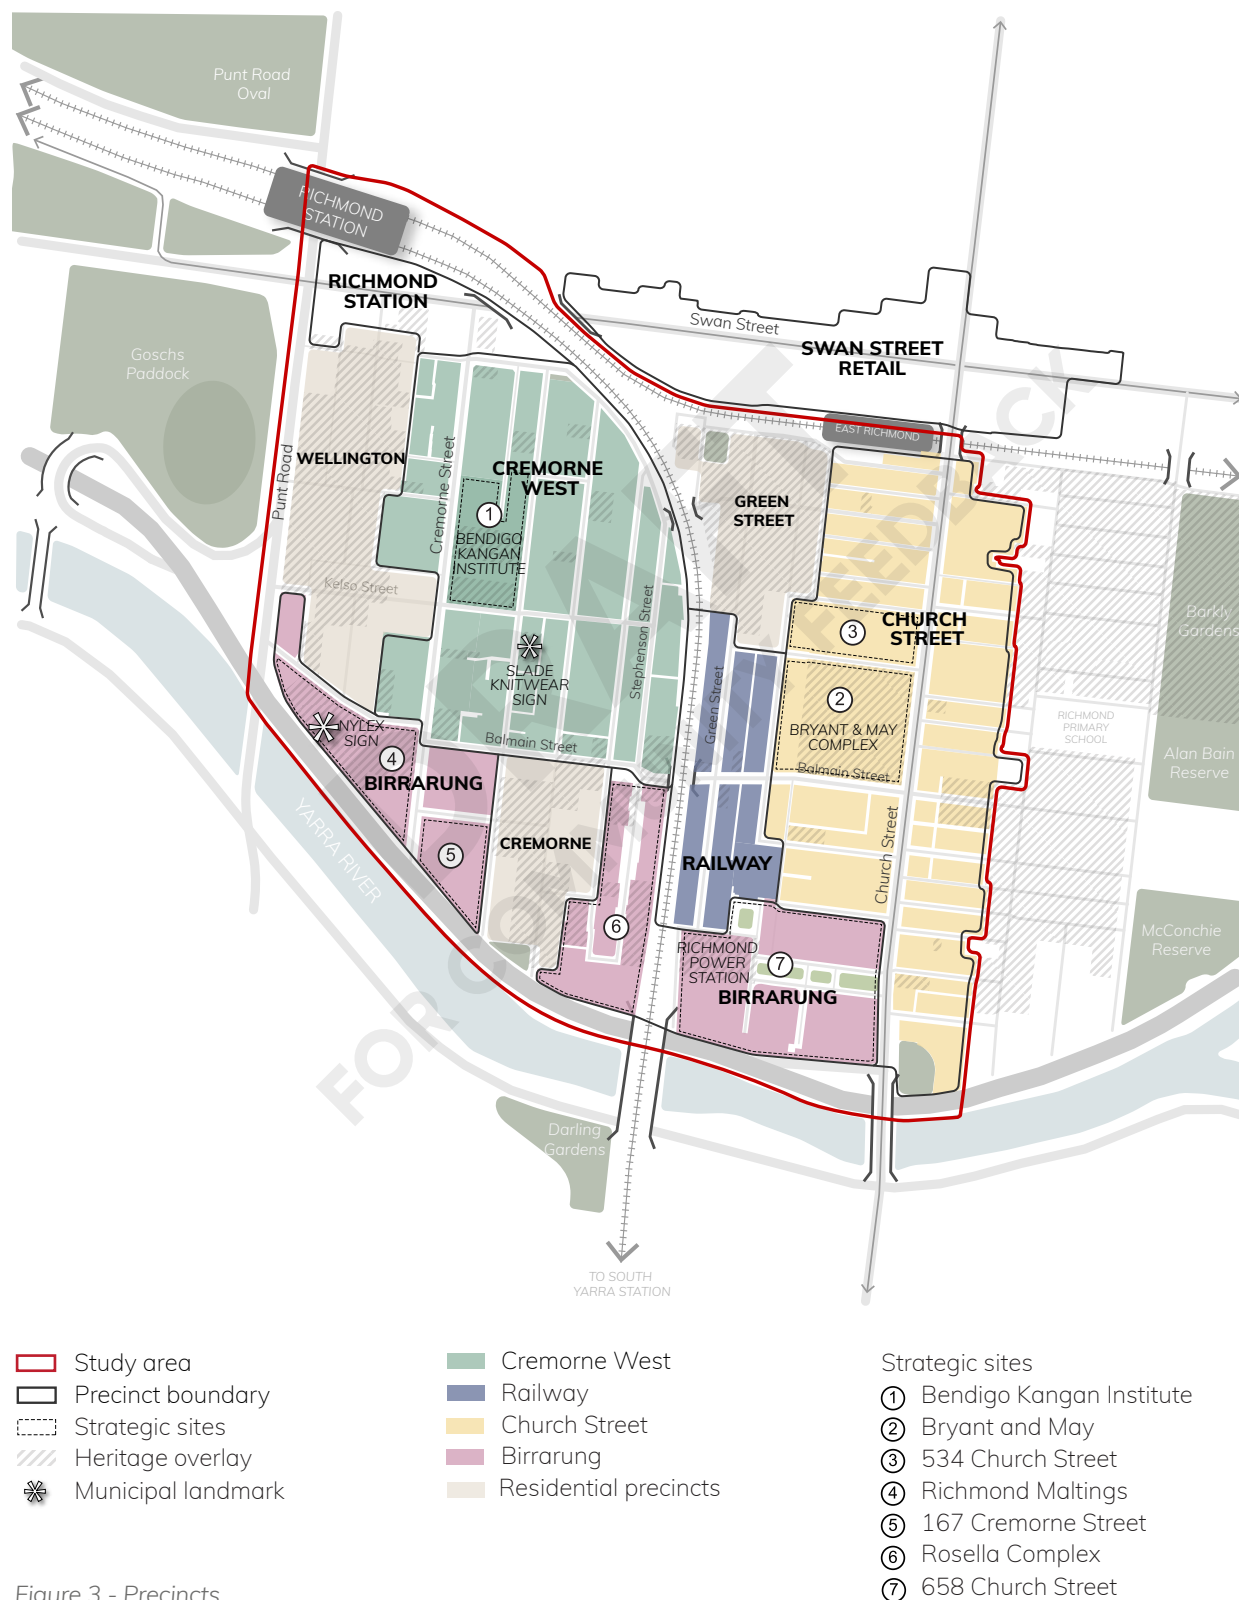 Punt Road
Oval
RICHMOND
STATION
RICHMOND
STATION
Swan Street
SWAN STREET
RETAIL
EAST RICHMOND
Goschs
Paddock
Punt Road
WELLINGTON
Cremorne Street
CREMORNE
WEST
1
BENDIGO
KANGAN
INSTITUTE
GREEN
STREET
Kelso Street
Stephenson Street
SLADE
KNITWEAR
SIGN
CHURCH
STREET
3
2
BRYANT & MAY
COMPLEX
Balmain Street
Barkly
Gardens
RICHMOND
PRIMARY
SCHOOL
Alan Bain
Reserve
NYLEX
SIGN
4
BIRRARUNG
Balmain Street
Green Street
YARRA RIVER
5
CREMORNE
RAILWAY
Church Street
6
RICHMOND
POWER
STATION
7
BIRRARUNG
McConchie
Reserve
Darling
Gardens
TO SOUTH
YARRA STATION
DRAFT
FOR COMMUNITY FEEDBACK
Study area
Precinct boundary
Strategic sites
Heritage overlay
Municipal landmark
Cremorne West
Railway
Church Street
Birrarung
Residential precincts
Strategic sites
1 Bendigo Kangan Institute
2 Bryant and May
3 534 Church Street
4 Richmond Maltings
5 167 Cremorne Street
6 Rosella Complex
7 658 Church Street
Figure 3 - Precincts